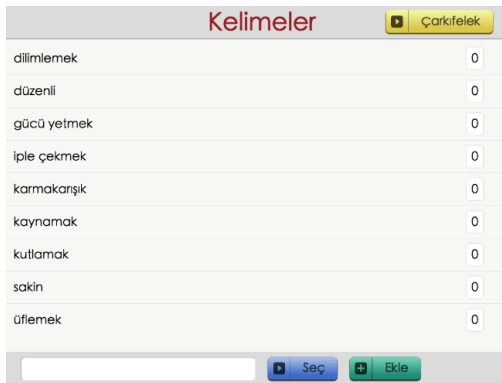 Kelimeler
Çarkıfelek
dilimlemek 0
düzenli 0
gücü yetmek 0
iple çekmek 0
karmakarışık 0
kaynamak 0
kutlamak 0
sakin 0
üflemek 0
Seç Ekle